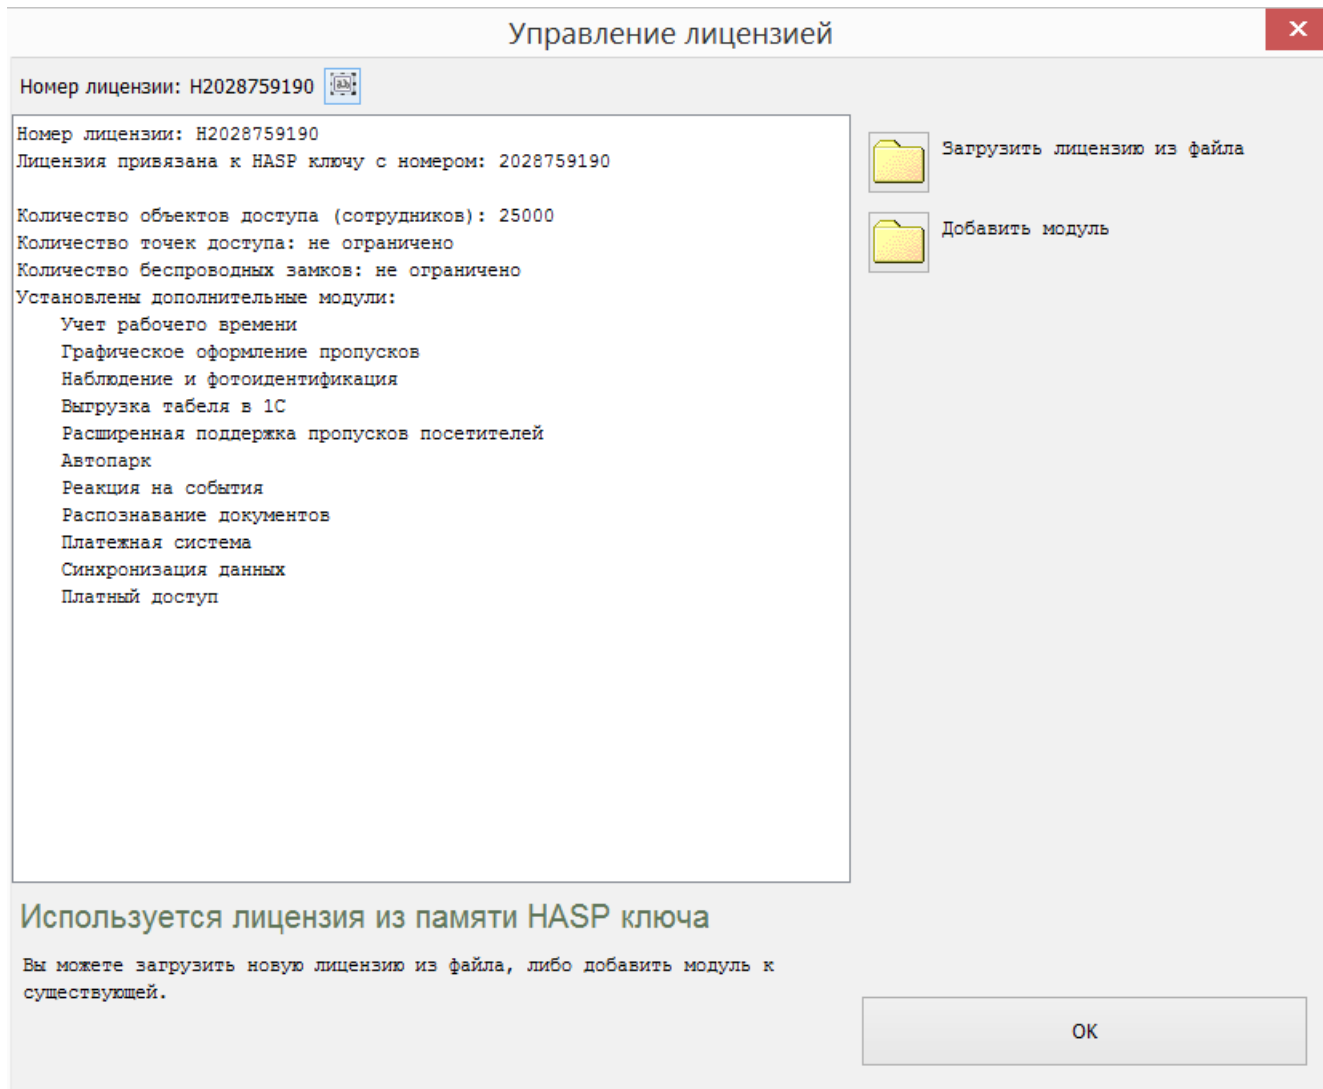 Управление лицензией
Номер лицензии: H2028759190
Номер лицензии: H2028759190
Лицензия привязана к HASP ключу с номером: 2028759190
Количество объектов доступа (сотрудников): 25000
Количество точек доступа: не ограничено
Количество беспроводных замков: не ограничено
Установлены дополнительные модули:
Учет рабочего времени
Графическое оформление пропусков
Наблюдение и фотоидентификация
Выгрузка табеля в 1С
Расширенная поддержка пропусков посетителей
Автопарк
Реакция на события
Распознавание документов
Платежная система
Синхронизация данных
Платный доступ
Загрузить лицензию из файла
Добавить модуль
Используется лицензия из памяти HASP ключа
Вы можете загрузить новую лицензию из файла, либо добавить модуль к
существующей.
OK